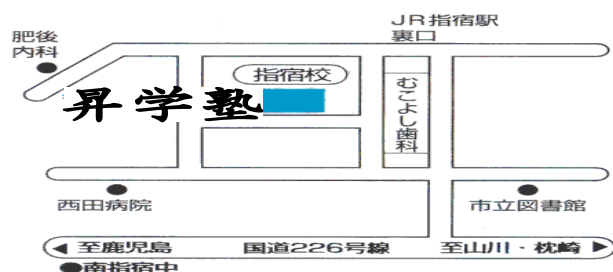 JR指宿駅
裏口
肥後
内科
指宿校
昇学塾
むこよし歯科
西田病院
市立図書館
◀ 至鹿児島
国道226号線
至山川・枕崎 ▶
南指宿中